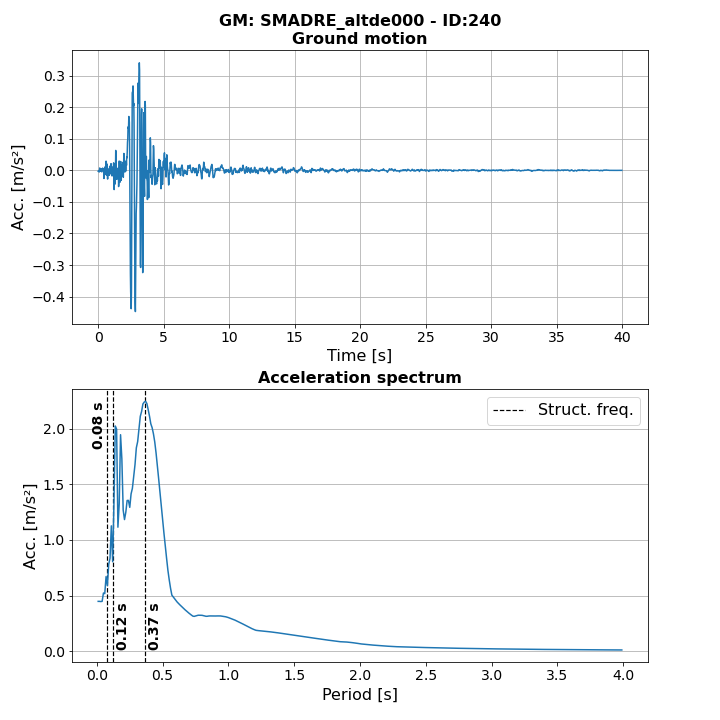 GM: SMADRE_altde000 - ID:240
Ground motion
0.3
0.2
0.1
0.0
−0.1
−0.2
−0.3
−0.4
Acc. [m/s²]
0 5 10 15 20 25 30 35 40
Time [s]
Acceleration spectrum
Struct. freq.
2.0
1.5
1.0
0.5
0.0
Acc. [m/s²]
0.08 s
0.12 s
0.37 s
0.0 0.5 1.0 1.5 2.0 2.5 3.0 3.5 4.0
Period [s]